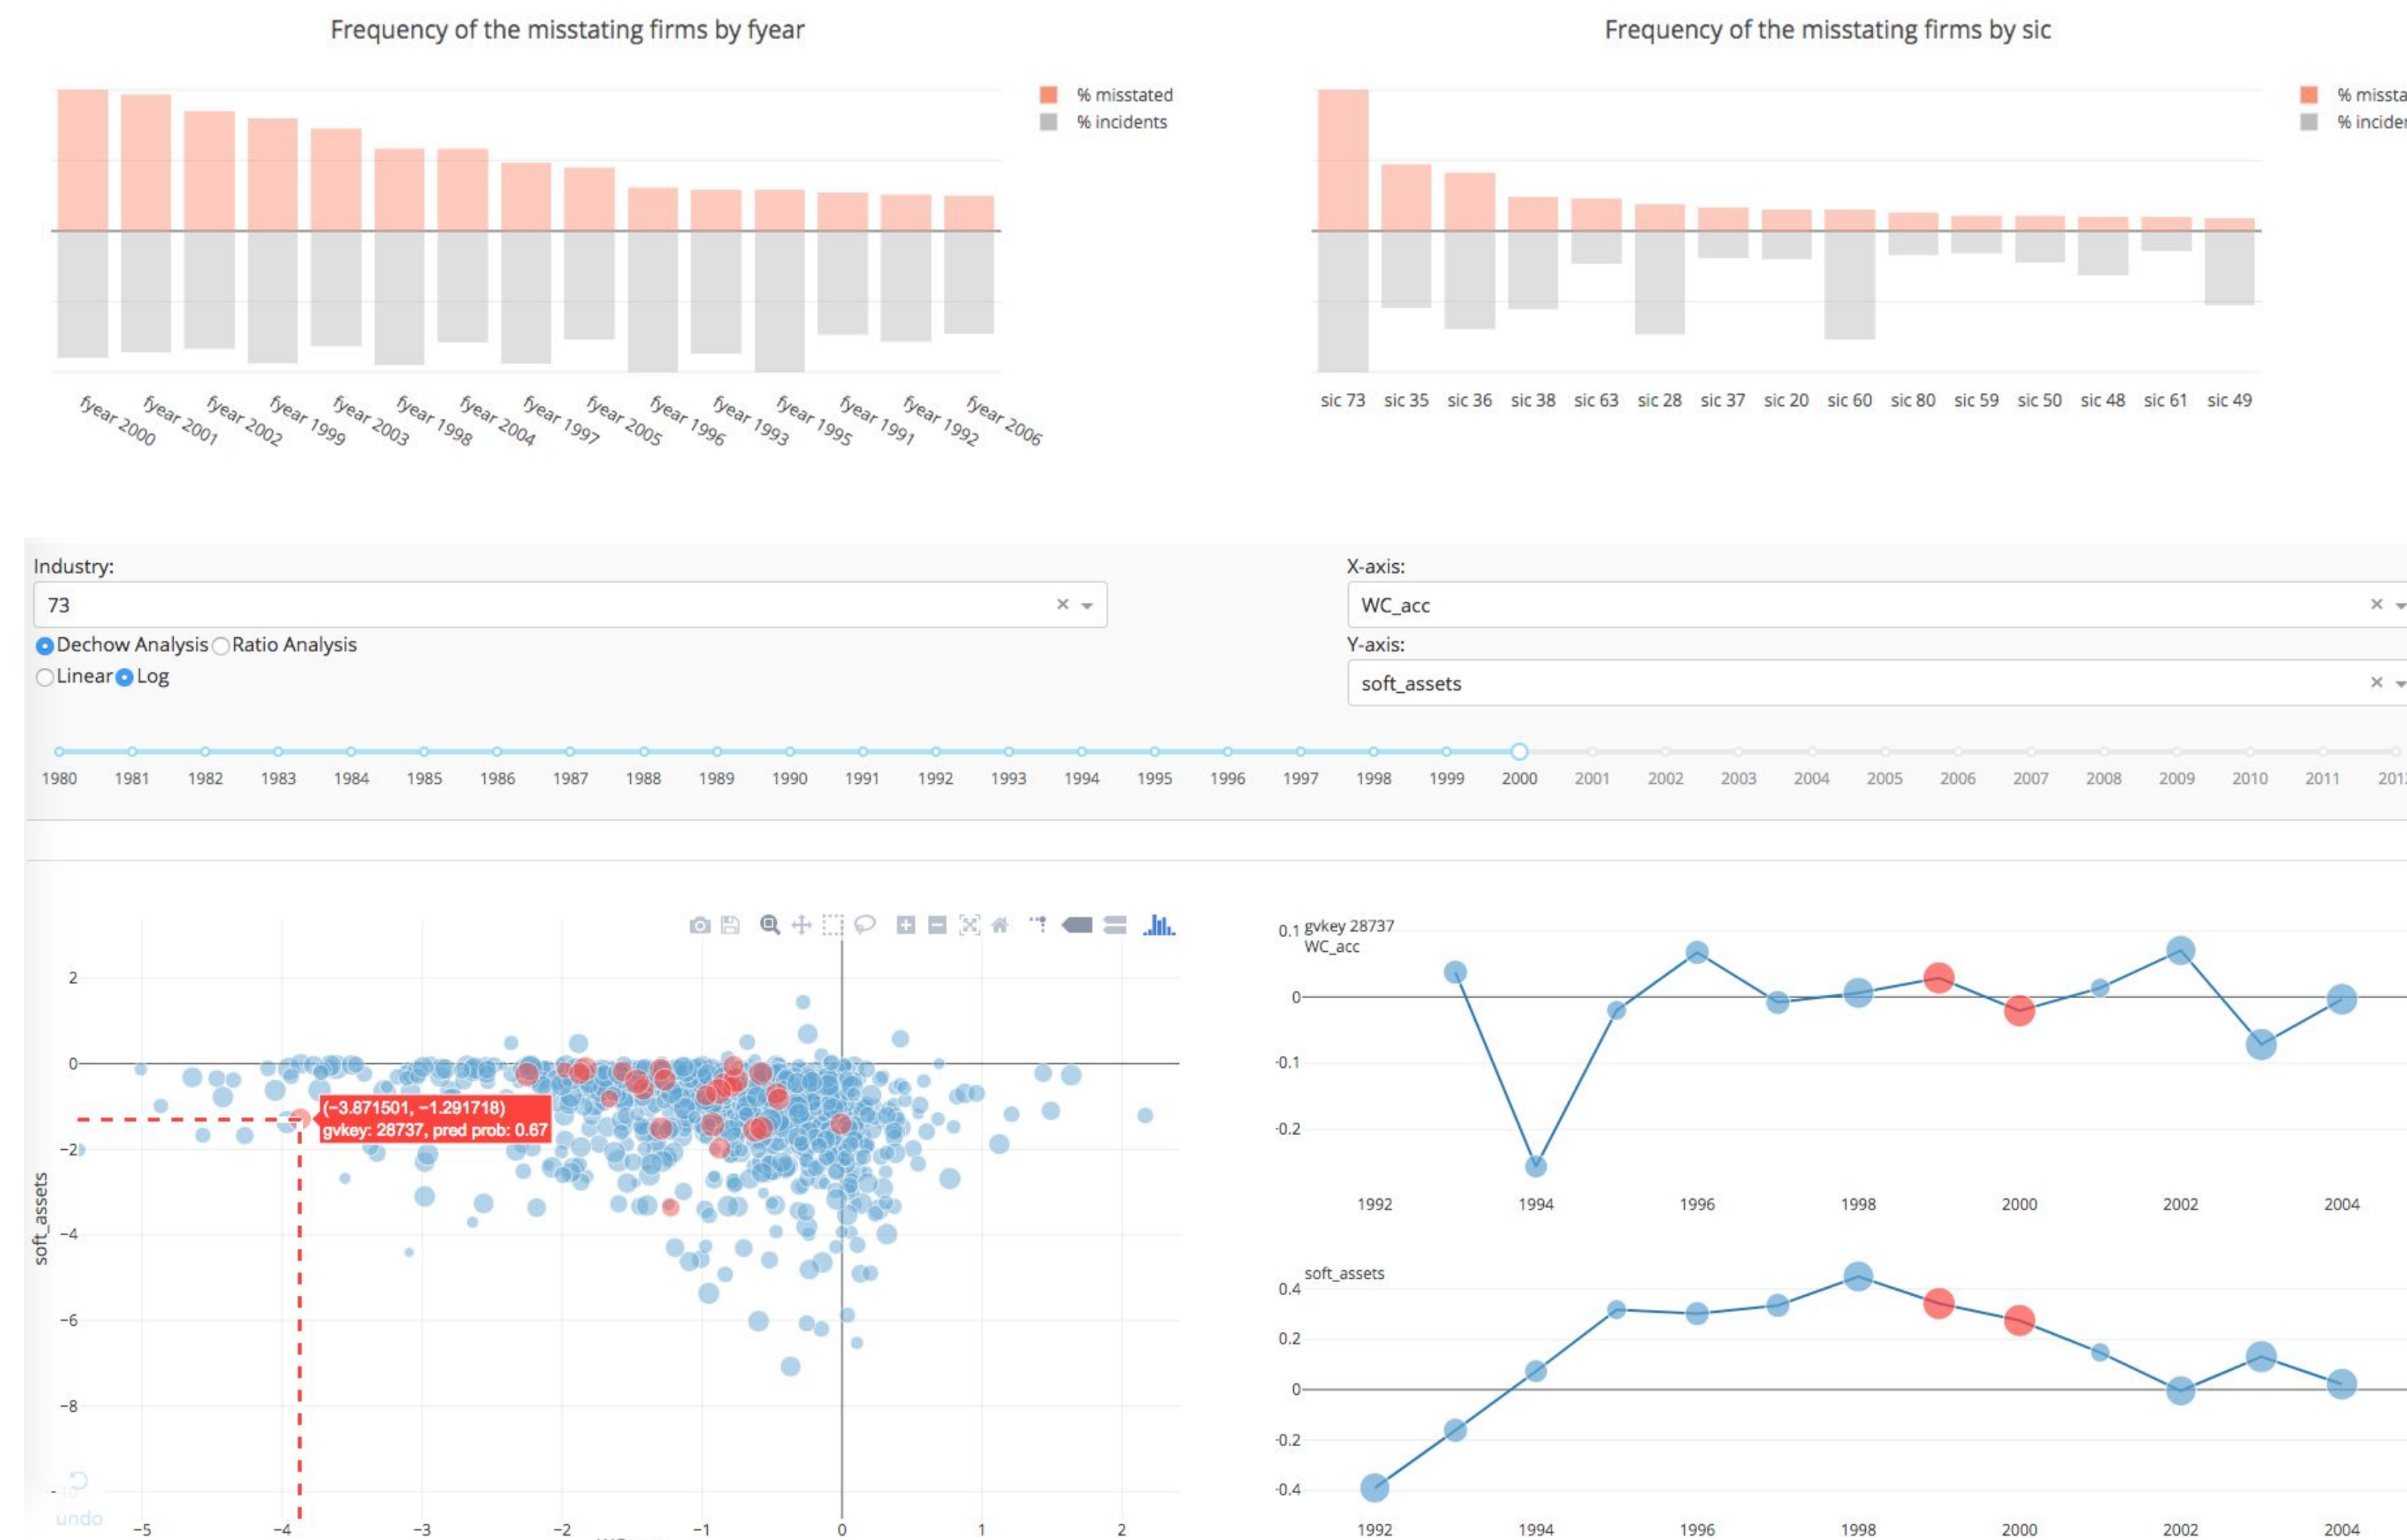 Frequency of the misstating firms by fyear
% misstated
% incidents
fyear 2000
fyear 2001
fyear 2002
fyear 1999
fyear 2003
fyear 1998
fyear 2004
fyear 1997
fyear 2005
fyear 1996
fyear 1993
fyear 1995
fyear 1991
fyear 1992
fyear 2006
Frequency of the misstating firms by sic
% missta
% inciden
sic 73 sic 35 sic 36 sic 38 sic 63 sic 28 sic 37 sic 20 sic 60 sic 80 sic 59 sic 50 sic 48 sic 61 sic 49
Industry:
73
Dechow Analysis Ratio Analysis
Linear Log
X-axis:
WC_acc
Y-axis:
soft_assets
1980 1981 1982 1983 1984 1985 1986 1987 1988 1989 1990 1991 1992 1993 1994 1995 1996 1997 1998 1999 2000 2001 2002 2003 2004 2005 2006 2007 2008 2009 2010 2011 201
2
0
−2
−4
−6
−8
−10
soft_assets
(−3.871501, −1.291718)
gvkey: 28737, pred prob: 0.67
undo
−5 −4 −3 −2 −1 0 1 2
gvkey 28737
WC_acc
0.1
0
-0.1
-0.2
1992 1994 1996 1998 2000 2002 2004
soft_assets
0.4
0.2
0
-0.2
-0.4
1992 1994 1996 1998 2000 2002 2004